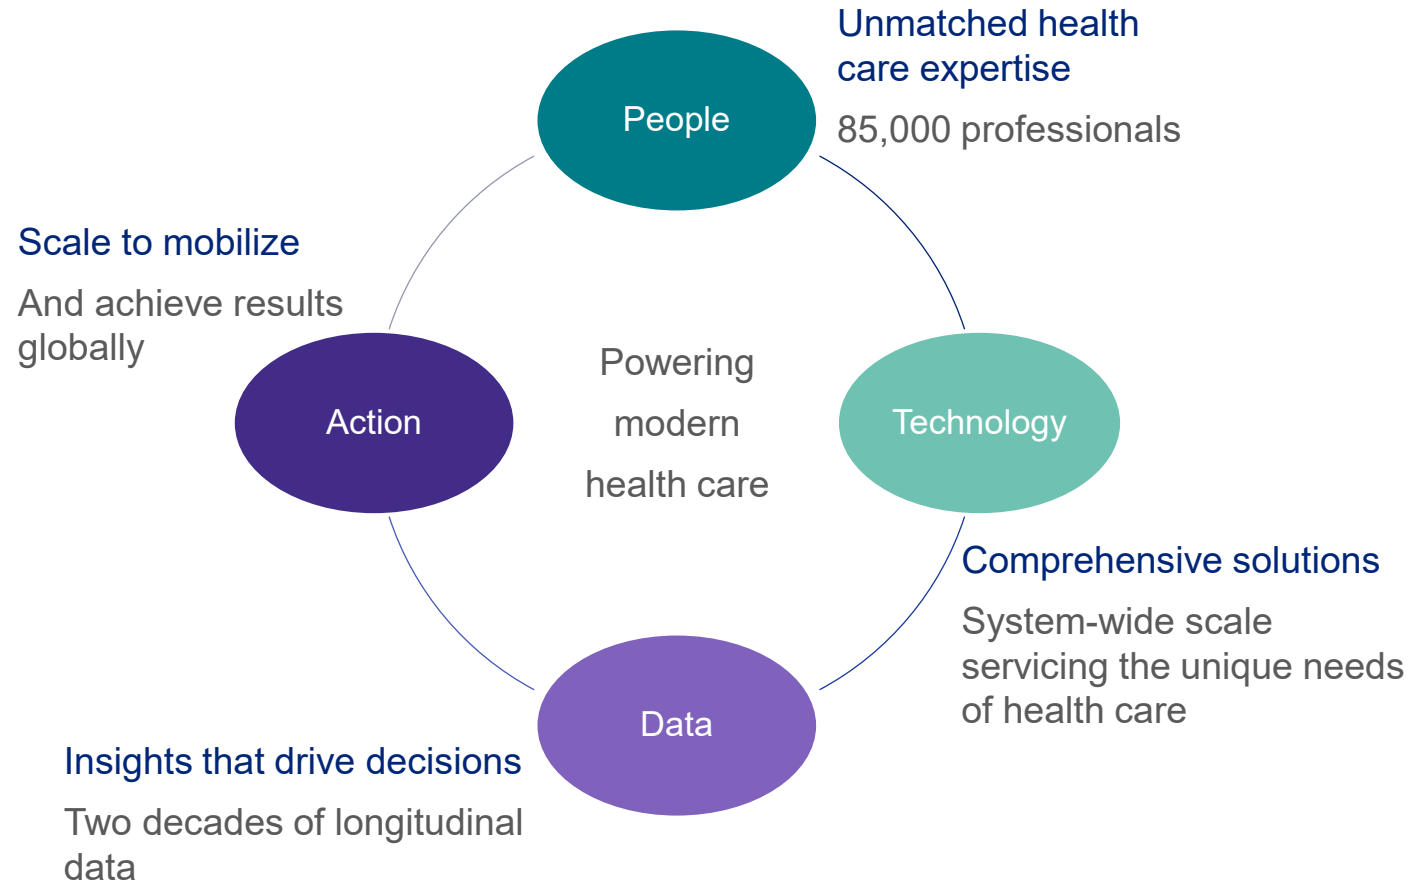 Unmatched health
care expertise
85,000 professionals
People
Scale to mobilize
And achieve results
globally
Action
Powering
modern
health care
Technology
Comprehensive solutions
System-wide scale
servicing the unique needs
of health care
Data
Insights that drive decisions
Two decades of longitudinal
data